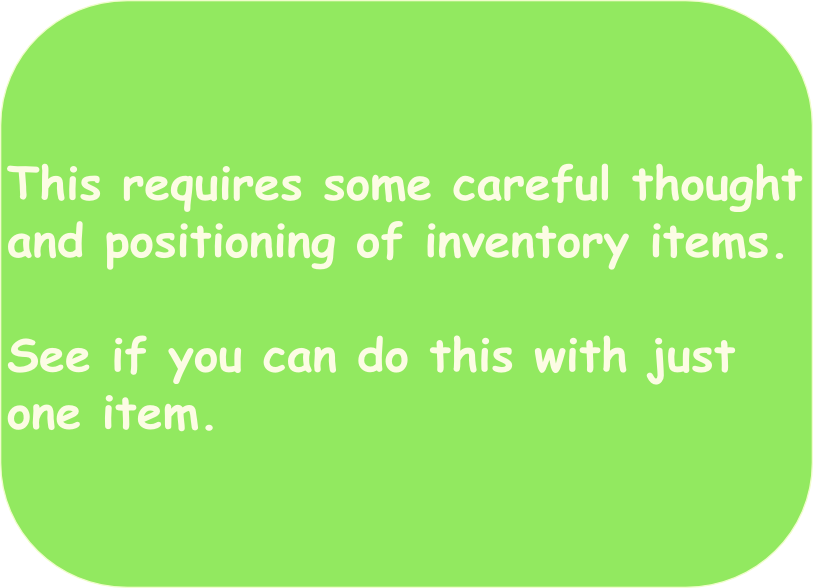 This requires some careful thought
and positioning of inventory items.
See if you can do this with just
one item.